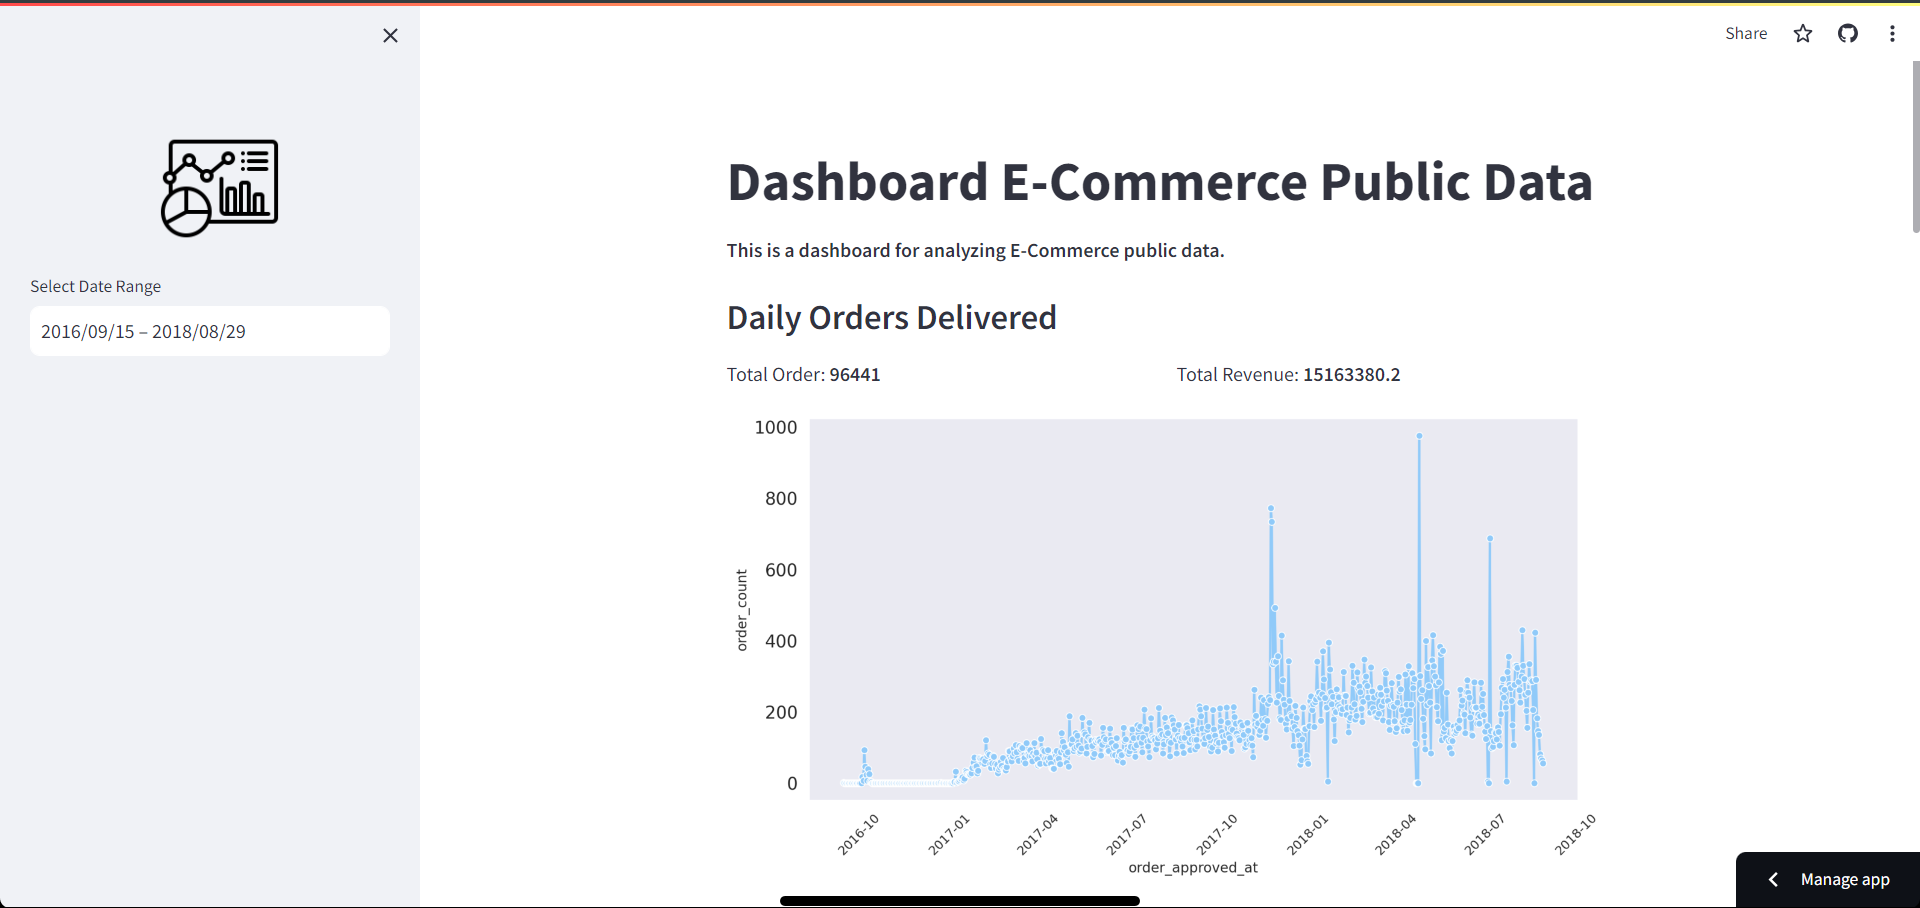 Share
Select Date Range
2016/09/15 – 2018/08/29
Dashboard E-Commerce Public Data
This is a dashboard for analyzing E-Commerce public data.
Daily Orders Delivered
Total Order: 96441
Total Revenue: 15163380.2
1000
800
600
400
200
0
order_count
2016-10
2017-01
2017-04
2017-07
2017-10
2018-01
2018-04
2018-07
2018-10
order_approved_at
Manage app